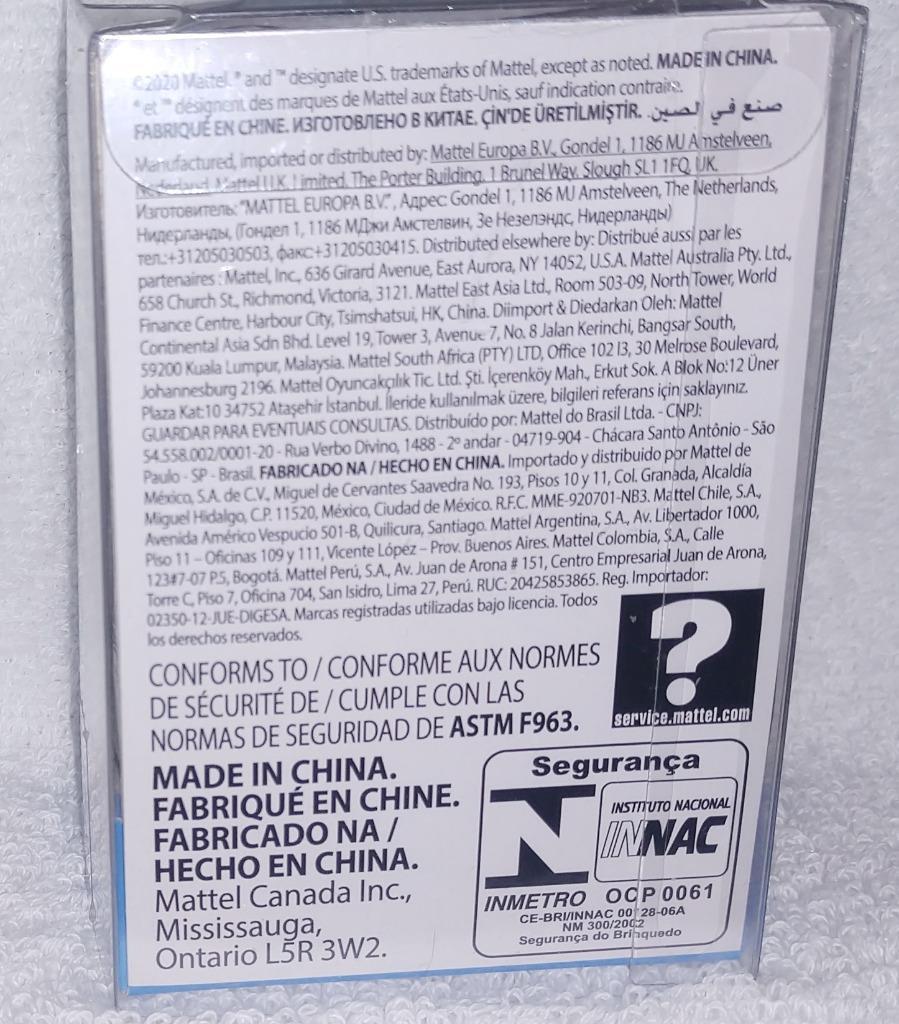 ©2020 Mattel. ® and ™ designate U.S. trademarks of Mattel, except as noted. MADE IN CHINA.
® et ™ désignent des marques de Mattel aux États-Unis, sauf indication contraire.
FABRIQUÉ EN CHINE. ИЗГОТОВЛЕНО В КИТАЕ. ÇİN'DE ÜRETİLMİŞTİR. صنع في الصين.
Manufactured, imported or distributed by: Mattel Europa B.V., Gondel 1, 1186 MJ Amstelveen,
Nederland. Mattel U.K. Limited, The Porter Building, 1 Brunel Way, Slough SL1 1FQ, UK.
Изготовитель: "MATTEL EUROPA B.V.", Адрес: Gondel 1, 1186 MJ Amstelveen, The Netherlands,
Нидерланды, (Гондел 1, 1186 МДжи Амстелвин, Зе Незелэндс, Нидерланды)
тел.:+31205030503, факс:+31205030415. Distributed elsewhere by: Distribué aussi par les
partenaires : Mattel, Inc., 636 Girard Avenue, East Aurora, NY 14052, U.S.A. Mattel Australia Pty. Ltd.,
658 Church St., Richmond, Victoria, 3121. Mattel East Asia Ltd., Room 503-09, North Tower, World
Finance Centre, Harbour City, Tsimshatsui, HK, China. Diimport & Diedarkan Oleh: Mattel
Continental Asia Sdn Bhd. Level 19, Tower 3, Avenue 7, No. 8 Jalan Kerinchi, Bangsar South,
59200 Kuala Lumpur, Malaysia. Mattel South Africa (PTY) LTD, Office 102 I3, 30 Melrose Boulevard,
Johannesburg 2196. Mattel Oyuncakçılık Tic. Ltd. Şti. İçerenköy Mah., Erkut Sok. A Blok No:12 Üner
Plaza Kat:10 34752 Ataşehir İstanbul. İleride kullanılmak üzere, bilgileri referans için saklayınız.
GUARDAR PARA EVENTUAIS CONSULTAS. Distribuído por: Mattel do Brasil Ltda. - CNPJ:
54.558.002/0001-20 - Rua Verbo Divino, 1488 - 2º andar - 04719-904 - Chácara Santo Antônio - São
Paulo - SP - Brasil. FABRICADO NA / HECHO EN CHINA. Importado y distribuido por Mattel de
México, S.A. de C.V., Miguel de Cervantes Saavedra No. 193, Pisos 10 y 11, Col. Granada, Alcaldía
Miguel Hidalgo, C.P. 11520, México, Ciudad de México. R.F.C. MME-920701-NB3. Mattel Chile, S.A.,
Avenida Américo Vespucio 501-B, Quilicura, Santiago. Mattel Argentina, S.A., Av. Libertador 1000,
Piso 11 – Oficinas 109 y 111, Vicente López – Prov. Buenos Aires. Mattel Colombia, S.A., Calle
123#7-07 P.5, Bogotá. Mattel Perú, S.A., Av. Juan de Arona # 151, Centro Empresarial Juan de Arona,
Torre C, Piso 7, Oficina 704, San Isidro, Lima 27, Perú. RUC: 20425853865. Reg. Importador:
02350-12-JUE-DIGESA. Marcas registradas utilizadas bajo licencia. Todos
los derechos reservados.
CONFORMS TO / CONFORME AUX NORMES
DE SÉCURITÉ DE / CUMPLE CON LAS
NORMAS DE SEGURIDAD DE ASTM F963.
?
service.mattel.com
MADE IN CHINA.
FABRIQUÉ EN CHINE.
FABRICADO NA /
HECHO EN CHINA.
Mattel Canada Inc.,
Mississauga,
Ontario L5R 3W2.
Segurança
INSTITUTO NACIONAL
INNAC
INMETRO OCP 0061
CE-BRI/INNAC 00128-06A
NM 300/2002
Segurança do Brinquedo